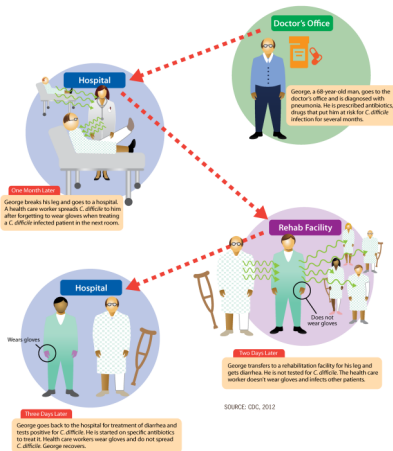 Doctor's Office
George, a 68-year-old man, goes to the
doctor's office and is diagnosed with
pneumonia. He is prescribed antibiotics,
drugs that put him at risk for C. difficile
infection for several months.
Hospital
One Month Later
George breaks his leg and goes to a hospital.
A health care worker spreads C. difficile to him
after forgetting to wear gloves when treating
a C. difficile infected patient in the next room.
Rehab Facility
Does not
wear gloves
Two Days Later
George transfers to a rehabilitation facility for his leg and
gets diarrhea. He is not tested for C. difficile. The health care
worker doesn't wear gloves and infects other patients.
Hospital
Wears gloves
Three Days Later
George goes back to the hospital for treatment of diarrhea and
tests positive for C. difficile. He is started on specific antibiotics
to treat it. Health care workers wear gloves and do not spread
C. difficile. George recovers.
SOURCE: CDC, 2012